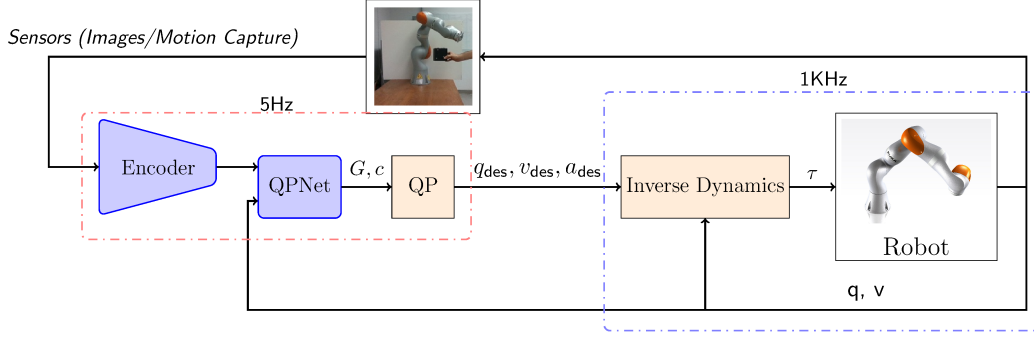 Sensors (Images/Motion Capture)
5Hz
1KHz
Encoder
QPNet
G, c
QP
q_des, v_des, a_des
Inverse Dynamics
τ
Robot
q, v